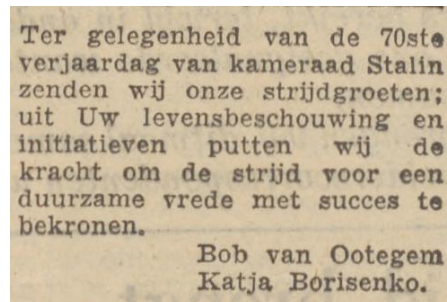 Ter gelegenheid van de 70ste
verjaardag van kameraad Stalin
zenden wij onze strijdgroeten;
uit Uw levensbeschouwing en
initiatieven putten wij de
kracht om de strijd voor een
duurzame vrede met succes te
bekronen.
Bob van Ootegem
Katja Borisenko.